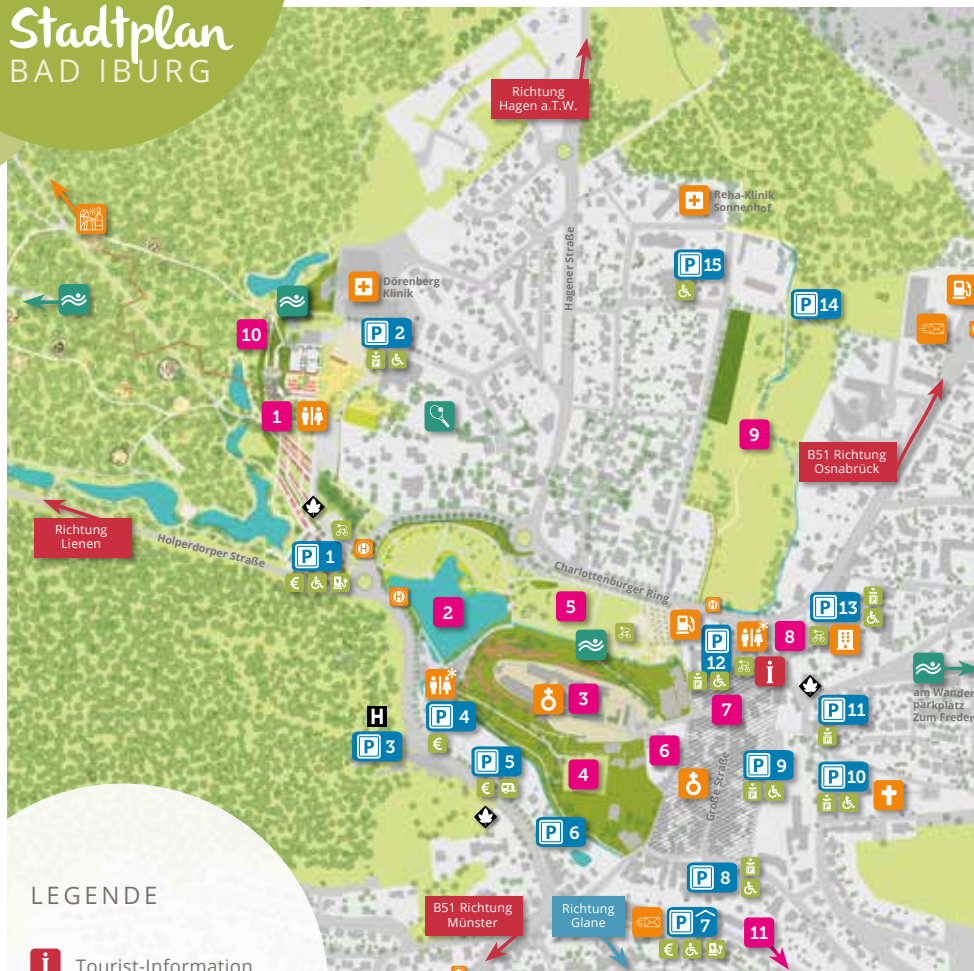 Stadtplan
BAD IBURG
Richtung
Hagen a.T.W.
Reha-Klinik
Sonnenhof
Hagener Straße
P 15
P 14
Dörenberg
Klinik
P 2
10
1
9
B51 Richtung
Osnabrück
Richtung
Lienen
Holperdorper Straße
P 1
€
H
H
2
5
Charlottenburger Ring
H
P 13
P
12
8
i
*
*
am Wander
parkplatz
Zum Freder
H
P 3
P 4
€
3
7
P 11
P 5
€
4
6
Große Straße
P 9
P 10
P 6
P 8
B51 Richtung
Münster
Richtung
Glane
P 7
€
11
LEGENDE
i Tourist-Information